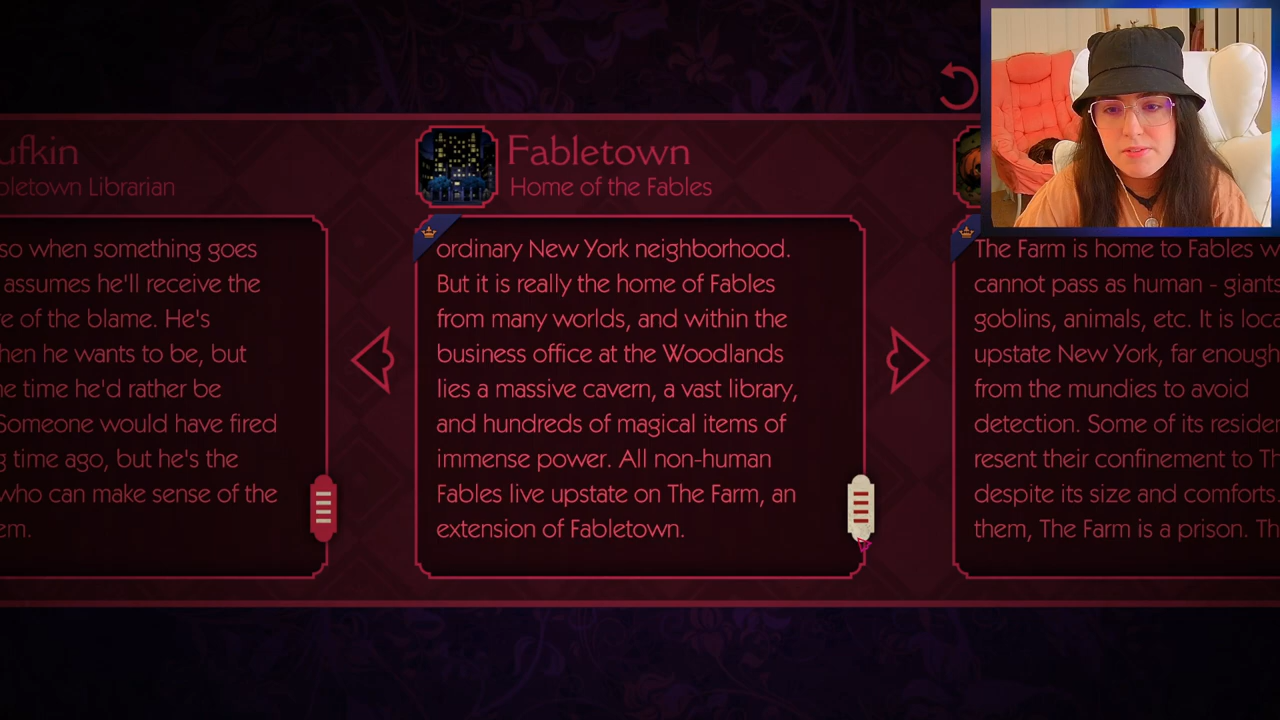 ufkin
bletown Librarian
so when something goes
assumes he'll receive the
e of the blame. He's
hen he wants to be, but
e time he'd rather be
Someone would have fired
g time ago, but he's the
who can make sense of the
em.
Fabletown
Home of the Fables
ordinary New York neighborhood.
But it is really the home of Fables
from many worlds, and within the
business office at the Woodlands
lies a massive cavern, a vast library,
and hundreds of magical items of
immense power. All non-human
Fables live upstate on The Farm, an
extension of Fabletown.
The Farm is home to Fables w
cannot pass as human - giants
goblins, animals, etc. It is loca
upstate New York, far enough
from the mundies to avoid
detection. Some of its residen
resent their confinement to Th
despite its size and comforts.
them, The Farm is a prison. Th